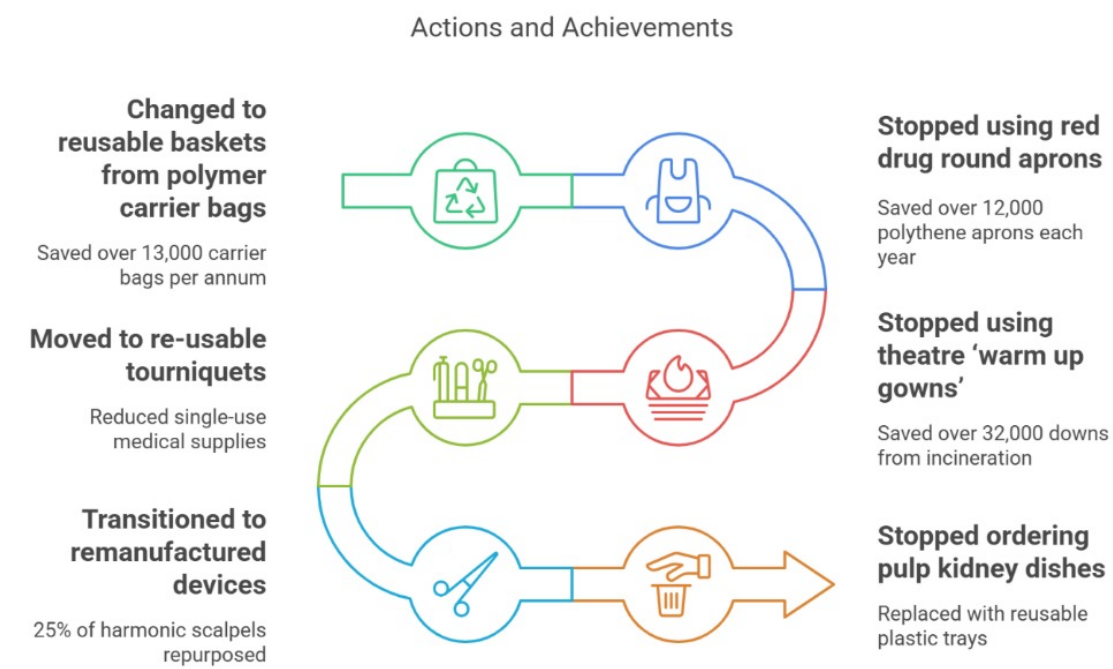 Actions and Achievements
Changed to
reusable baskets
from polymer
carrier bags
Saved over 13,000 carrier
bags per annum
Stopped using red
drug round aprons
Saved over 12,000
polythene aprons each
year
Stopped using
theatre ‘warm up
gowns’
Saved over 32,000 downs
from incineration
Moved to re-usable
tourniquets
Reduced single-use
medical supplies
Transitioned to
remanufactured
devices
25% of harmonic scalpels
repurposed
Stopped ordering
pulp kidney dishes
Replaced with reusable
plastic trays